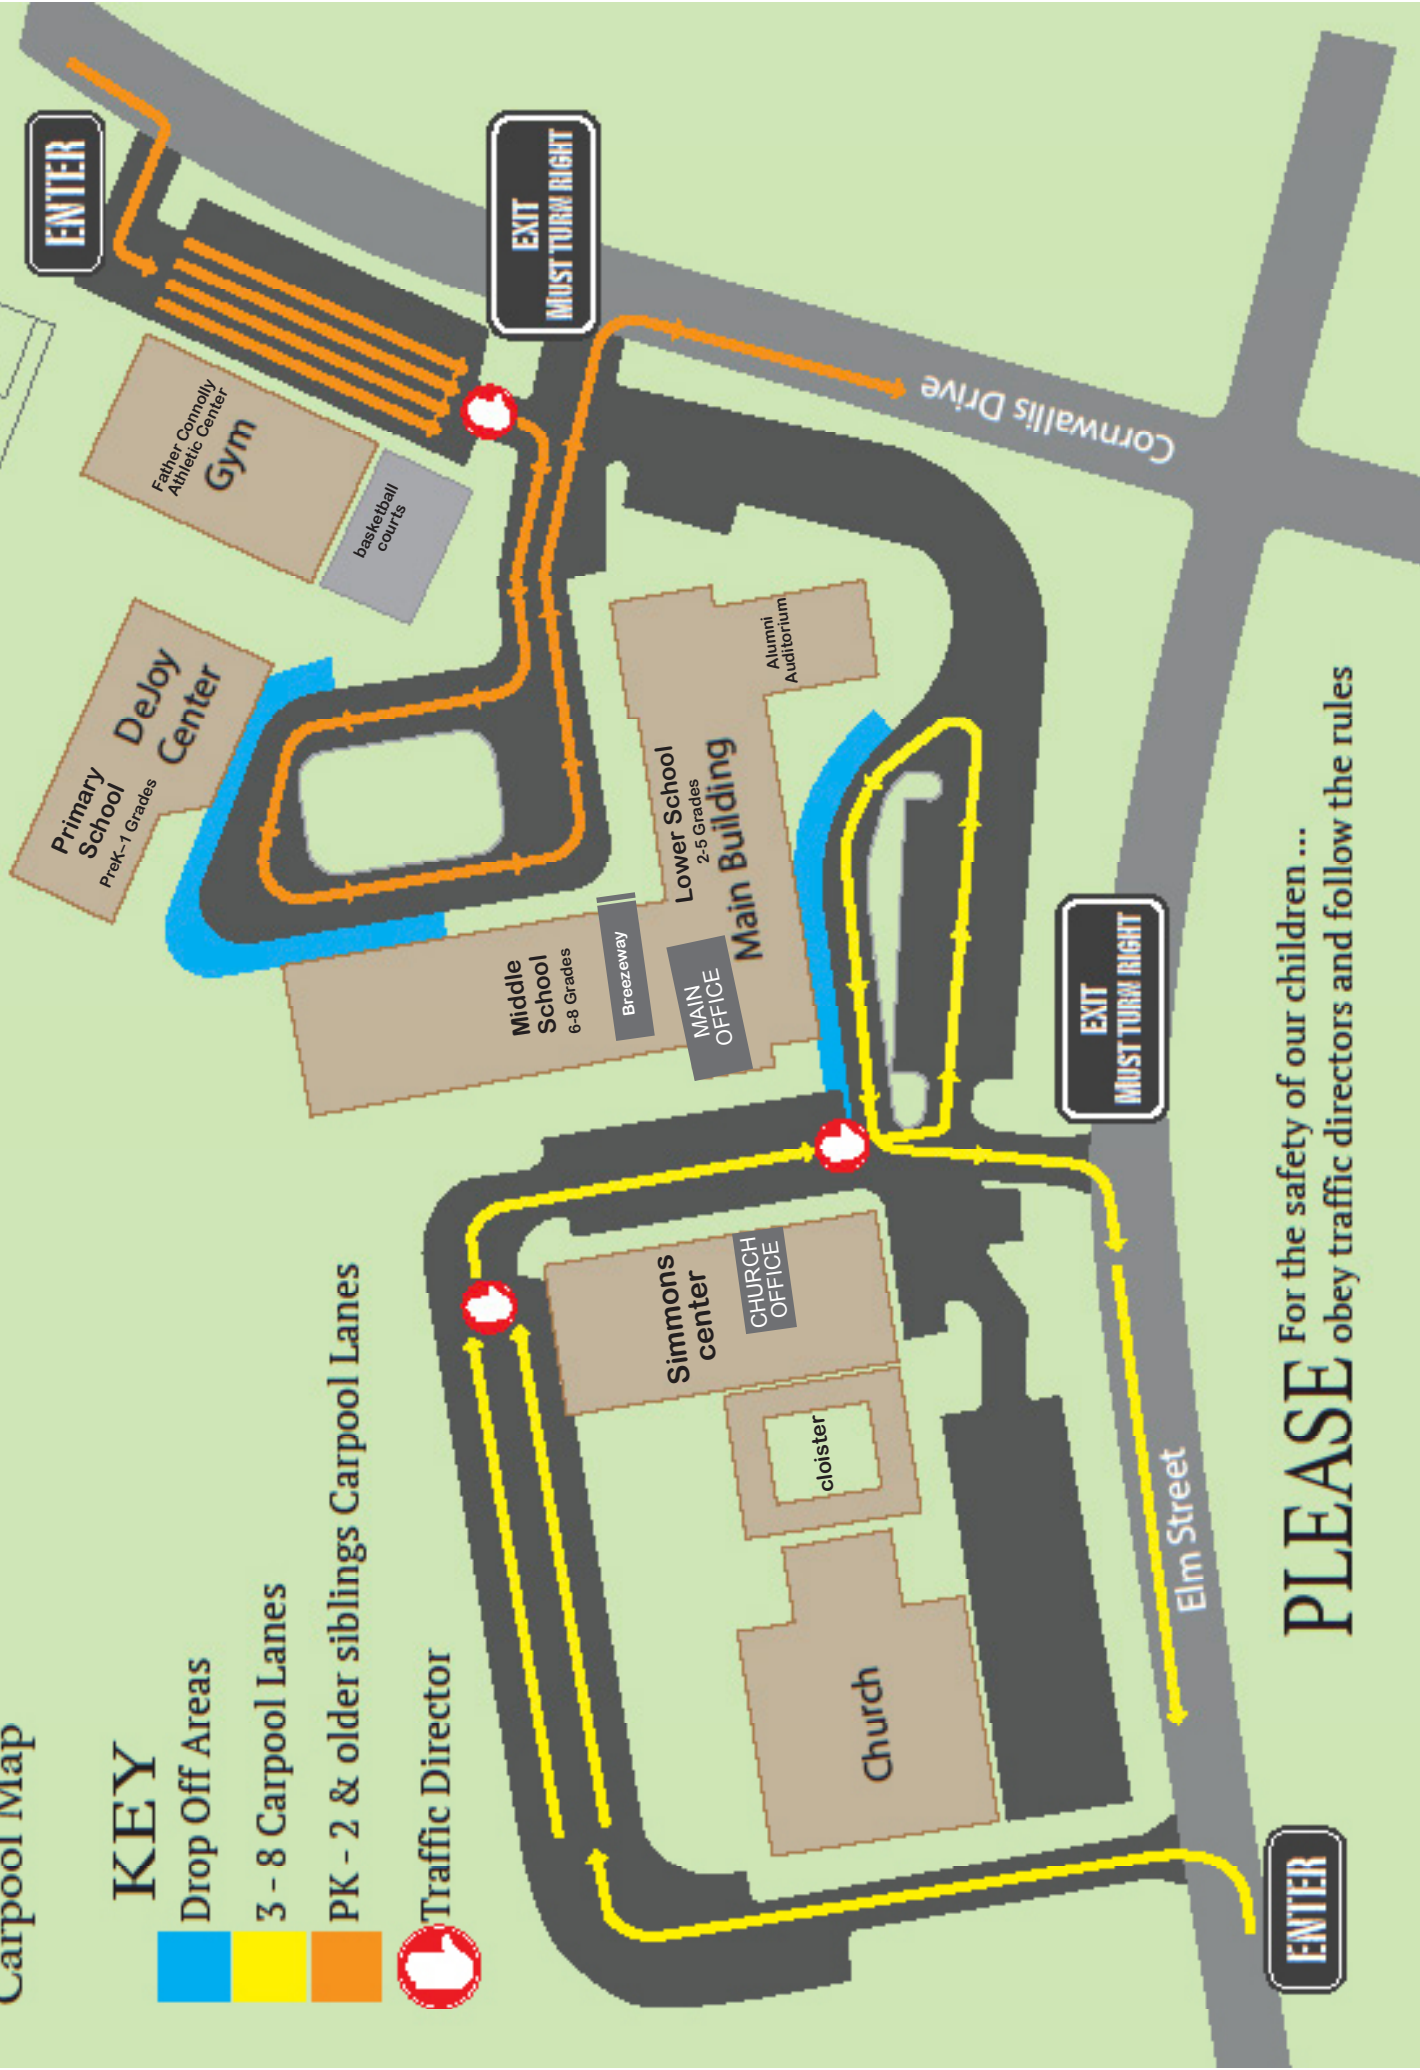 Carpool Map
KEY
Drop Off Areas
3 – 8 Carpool Lanes
PK – 2 & older siblings Carpool Lanes
Traffic Director
Primary
School
PreK–1 Grades
DeJoy
Center
Father Connolly
Athletic Center
Gym
basketball
courts
ENTER
EXIT
MUST TURN RIGHT
Cornwallis Drive
Middle
School
6-8 Grades
Breezeway
MAIN
OFFICE
Lower School
2-5 Grades
Main Building
Alumni
Auditorium
Simmons
center
CHURCH
OFFICE
cloister
Church
EXIT
MUST TURN RIGHT
Elm Street
ENTER
PLEASE For the safety of our children ...
obey traffic directors and follow the rules